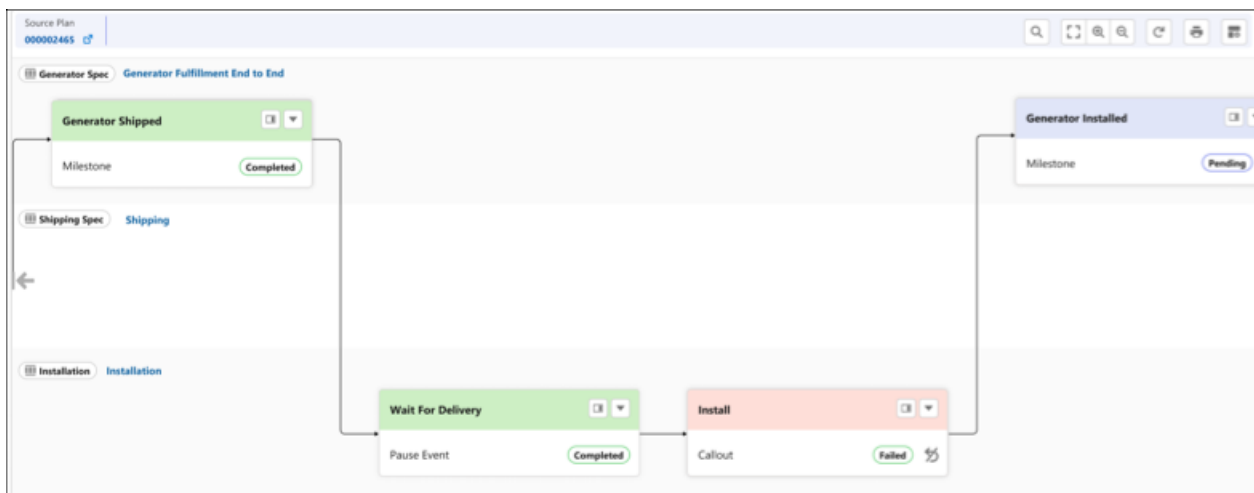 Source Plan
000002465
Generator Spec Generator Fulfillment End to End
Generator Shipped
Milestone Completed
Generator Installed
Milestone Pending
Shipping Spec Shipping
Installation Installation
Wait For Delivery
Pause Event Completed
Install
Callout Failed